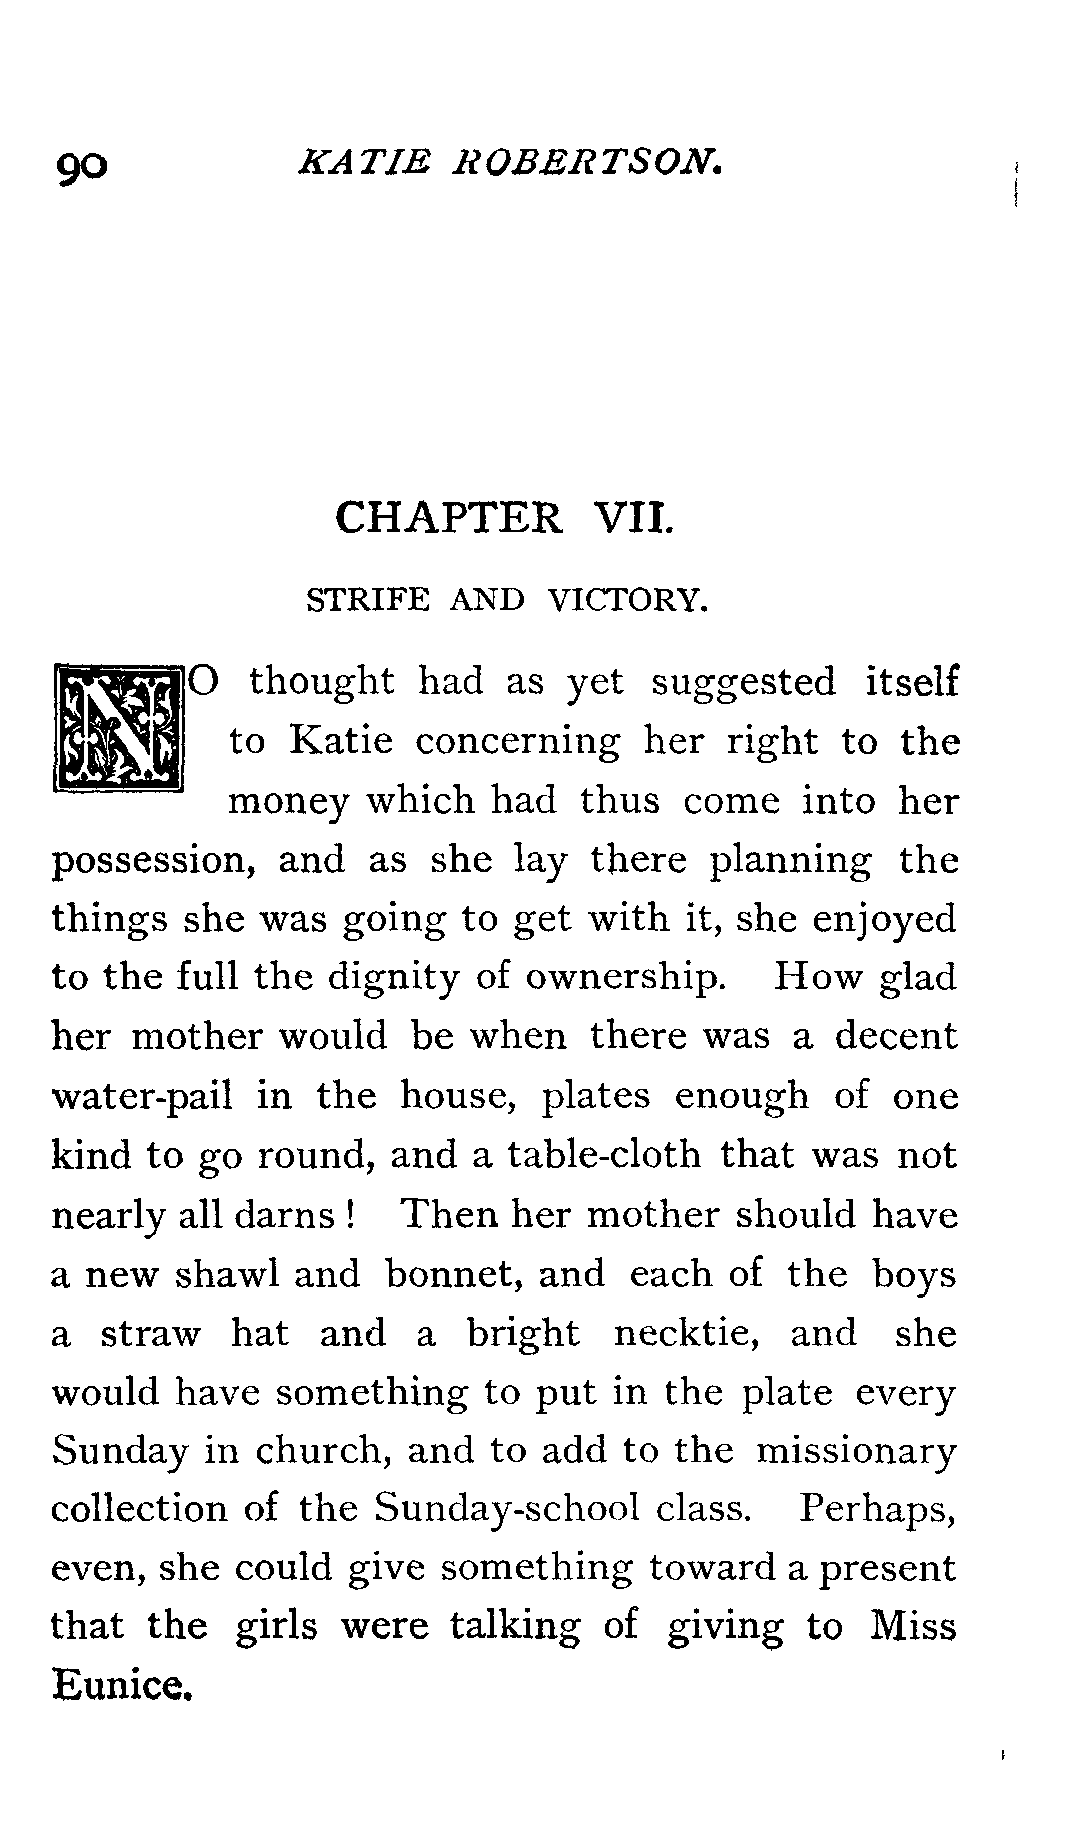 90 KATIE ROBERTSON.
CHAPTER VII.
STRIFE AND VICTORY.
NO thought had as yet suggested itself
to Katie concerning her right to the
money which had thus come into her
possession, and as she lay there planning the
things she was going to get with it, she enjoyed
to the full the dignity of ownership. How glad
her mother would be when there was a decent
water-pail in the house, plates enough of one
kind to go round, and a table-cloth that was not
nearly all darns ! Then her mother should have
a new shawl and bonnet, and each of the boys
a straw hat and a bright necktie, and she
would have something to put in the plate every
Sunday in church, and to add to the missionary
collection of the Sunday-school class. Perhaps,
even, she could give something toward a present
that the girls were talking of giving to Miss
Eunice.